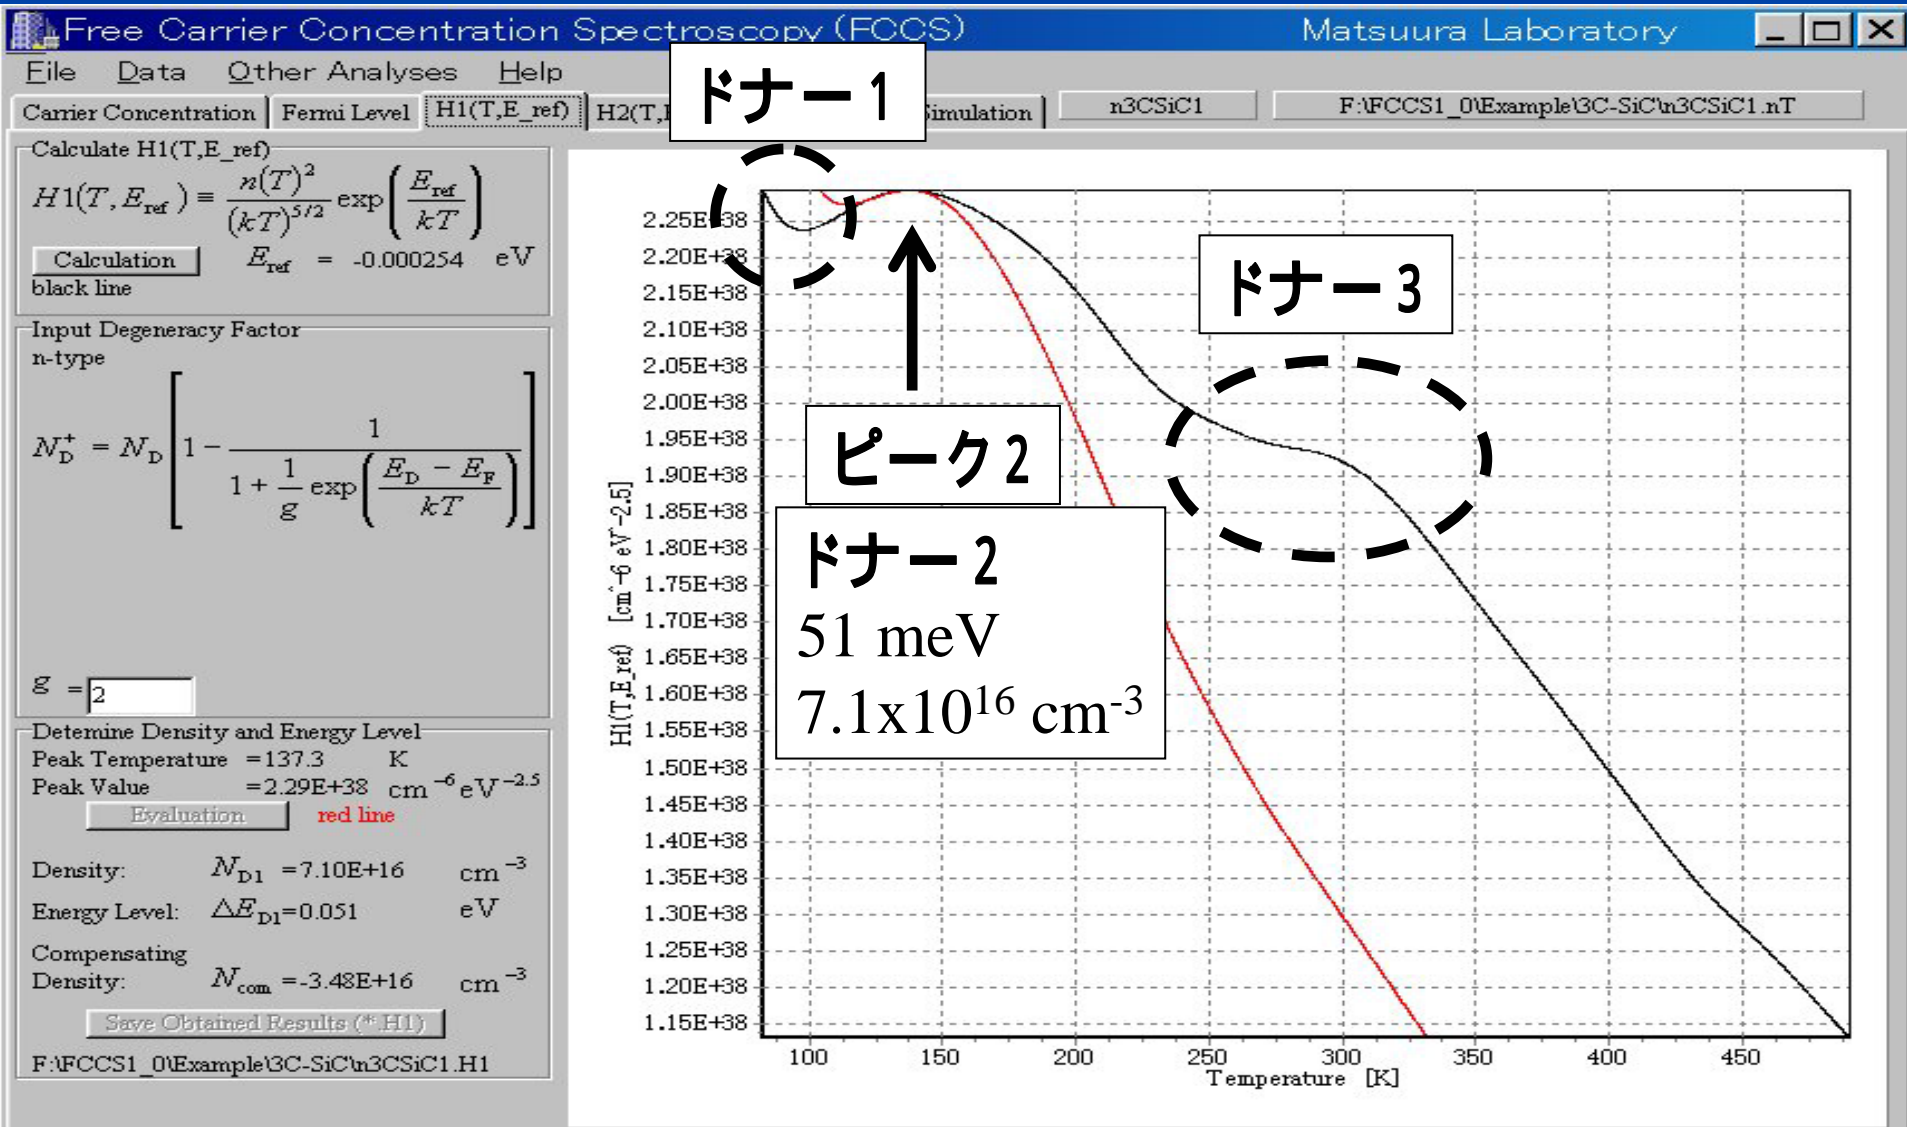 Free Carrier Concentration Spectroscopy (FCCS) Matsuura Laboratory
File Data Other Analyses Help
Carrier Concentration Fermi Level H1(T,E_ref) H2(T, n3CSiC1 F:\FCCS1_0\Example\3C-SiC\n3CSiC1.nT
ドナー1
Calculate H1(T,E_ref)
H1(T, E_ref) ≡ n(T)^2 / (kT)^{5/2} exp(E_ref / kT)
Calculation E_ref = -0.000254 eV
black line
Input Degeneracy Factor
n-type
N_D^+ = N_D [1 - 1 / (1 + 1/g exp((E_D - E_F) / kT))]
g = 2
Detemine Density and Energy Level
Peak Temperature =137.3 K
Peak Value =2.29E+38 cm^-6 eV^-2.5
Evaluation red line
Density: N_D1 =7.10E+16 cm^-3
Energy Level: △E_D1=0.051 eV
Compensating
Density: N_com =-3.48E+16 cm^-3
Save Obtained Results (*.H1)
F:\FCCS1_0\Example\3C-SiC\n3CSiC1.H1
H1(T,E_ref) [cm^-6 eV^-2.5]
2.25E+38
2.20E+38
2.15E+38
2.10E+38
2.05E+38
2.00E+38
1.95E+38
1.90E+38
1.85E+38
1.80E+38
1.75E+38
1.70E+38
1.65E+38
1.60E+38
1.55E+38
1.50E+38
1.45E+38
1.40E+38
1.35E+38
1.30E+38
1.25E+38
1.20E+38
1.15E+38
ドナー3
ピーク2
ドナー2
51 meV
7.1x10^16 cm^-3
100 150 200 250 300 350 400 450
Temperature [K]